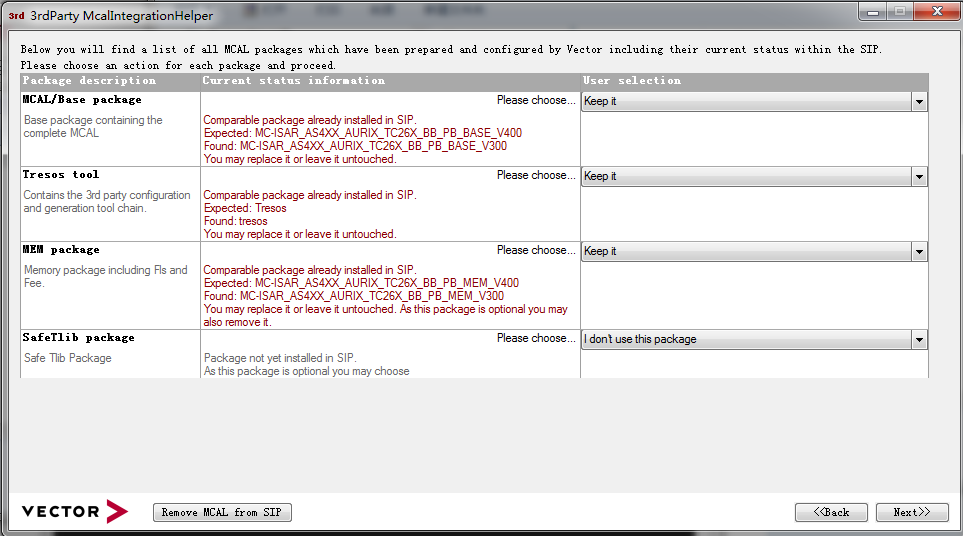 3rd 3rdParty McalIntegrationHelper
Below you will find a list of all MCAL packages which have been prepared and configured by Vector including their current status within the SIP.
Please choose an action for each package and proceed.
Package description Current status information User selection
MCAL/Base package Please choose... Keep it
Base package containing the
complete MCAL
Comparable package already installed in SIP.
Expected: MC-ISAR_AS4XX_AURIX_TC26X_BB_PB_BASE_V400
Found: MC-ISAR_AS4XX_AURIX_TC26X_BB_PB_BASE_V300
You may replace it or leave it untouched.
Tresos tool Please choose... Keep it
Contains the 3rd party configuration
and generation tool chain.
Comparable package already installed in SIP.
Expected: Tresos
Found: tresos
You may replace it or leave it untouched.
MEM package Please choose... Keep it
Memory package including Fls and
Fee.
Comparable package already installed in SIP.
Expected: MC-ISAR_AS4XX_AURIX_TC26X_BB_PB_MEM_V400
Found: MC-ISAR_AS4XX_AURIX_TC26X_BB_PB_MEM_V300
You may replace it or leave it untouched. As this package is optional you may
also remove it.
SafeTlib package Please choose... I don't use this package
Safe Tlib Package
Package not yet installed in SIP.
As this package is optional you may choose
VECTOR Remove MCAL from SIP <<Back Next>>